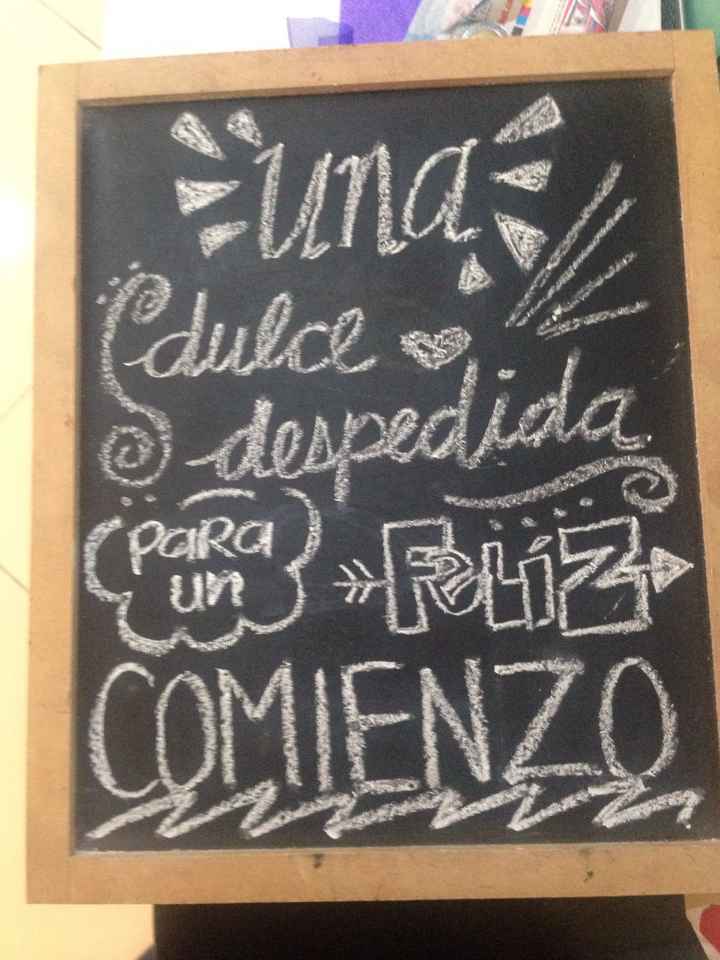 una
dulce
despedida
paRa
un
FeliZ
COMIENZO